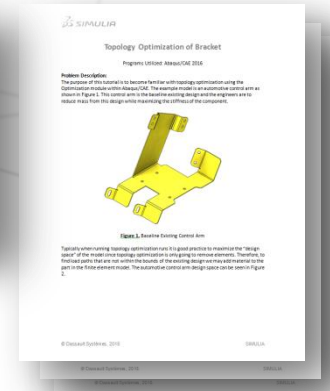 SIMULIA
Topology Optimization of Bracket
Programs Utilized: Abaqus/CAE 2016
Problem Description:
The purpose of this tutorial is to become familiar with topology optimization using the
Optimization module within Abaqus/CAE. The example model is an automotive control arm as
shown in Figure 1. This control arm is the baseline existing design and the engineers are to
reduce mass from this design while maximizing the stiffness of the component.
Figure 1. Baseline Existing Control Arm
Typically when running topology optimization runs it is good practice to maximize the "design
space" of the model since topology optimization is only going to remove elements. Therefore, to
find load paths that are not within the bounds of the existing design we may add material to the
part in the finite element model. The automotive control arm design space can be seen in Figure
2.
© Dassault Systèmes, 2010 SIMULIA
© Dassault Systèmes, 2010 SIMULIA
© Dassault Systèmes, 2010 SIMULIA